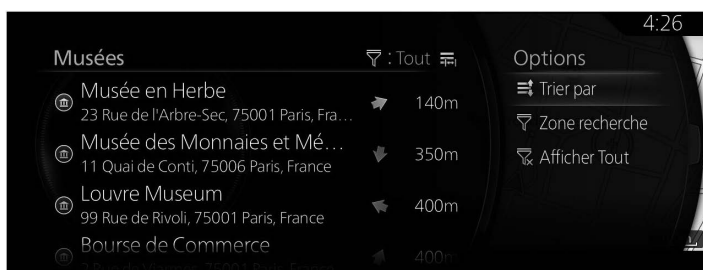 4:26
Musées
: Tout
Options
Musée en Herbe
140m
23 Rue de l'Arbre-Sec, 75001 Paris, Fra...
Musée des Monnaies et Mé...
350m
11 Quai de Conti, 75006 Paris, France
Louvre Museum
400m
99 Rue de Rivoli, 75001 Paris, France
Bourse de Commerce
400m
Trier par
Zone recherche
Afficher Tout